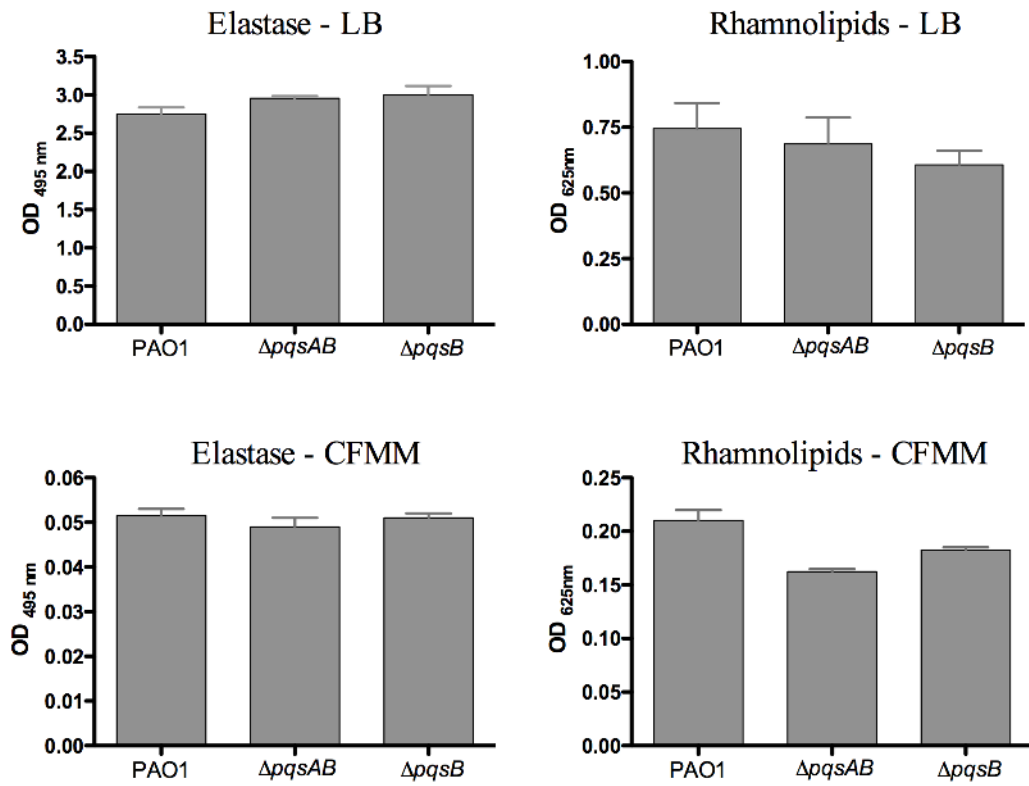 Elastase - LB
OD 495 nm
3.5
3.0
2.5
2.0
1.5
1.0
0.5
0.0
PAO1 ΔpqsAB ΔpqsB
Rhamnolipids - LB
OD 625nm
1.00
0.75
0.50
0.25
0.00
PAO1 ΔpqsAB ΔpqsB
Elastase - CFMM
OD 495 nm
0.06
0.05
0.04
0.03
0.02
0.01
0.00
PAO1 ΔpqsAB ΔpqsB
Rhamnolipids - CFMM
OD 625nm
0.25
0.20
0.15
0.10
0.05
0.00
PAO1 ΔpqsAB ΔpqsB